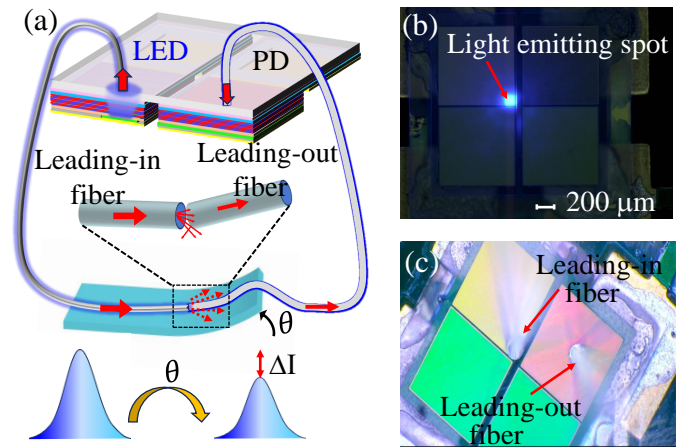 (a)
LED
PD
Leading-in
fiber
Leading-out
fiber
θ
θ
ΔI
(b)
Light emitting spot
200 μm
(c)
Leading-in
fiber
Leading-out
fiber